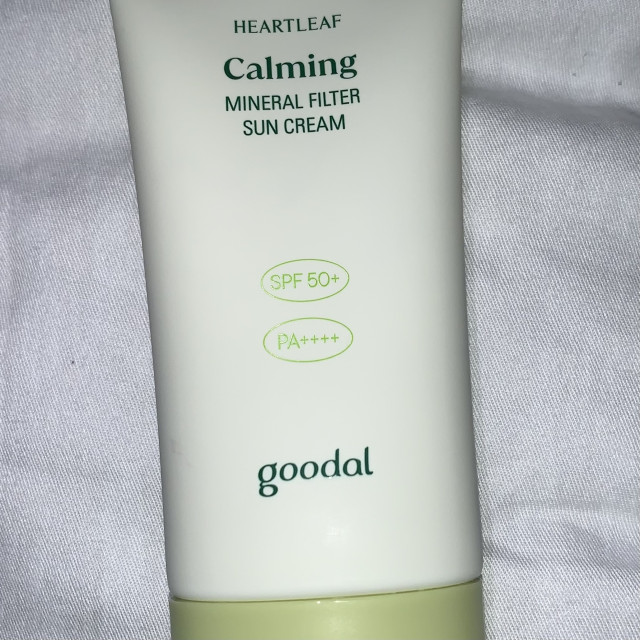 HEARTLEAF
Calming
MINERAL FILTER
SUN CREAM
SPF 50+
PA++++
goodal